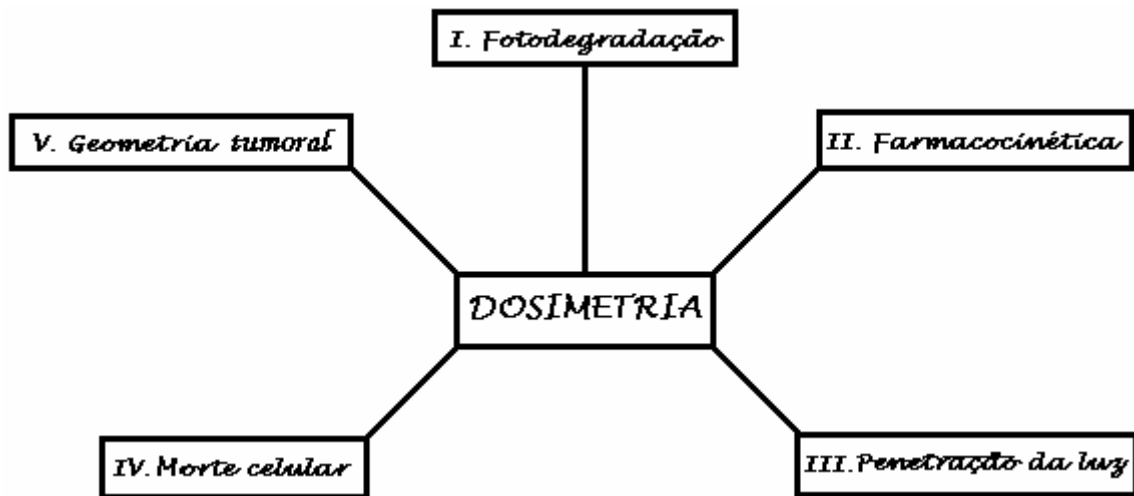 I. Fotodegradação
V. Geometria tumoral
II. Farmacocinética
DOSIMETRIA
IV. Morte celular
III. Penetração da luz